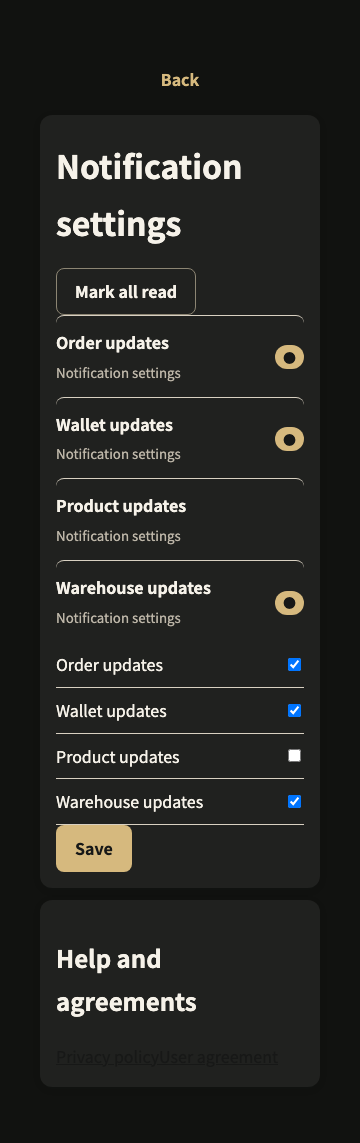 Back
Notification
settings
Mark all read
Order updates
Notification settings
Wallet updates
Notification settings
Product updates
Notification settings
Warehouse updates
Notification settings
Order updates
Wallet updates
Product updates
Warehouse updates
Save
Help and
agreements
Privacy policyUser agreement